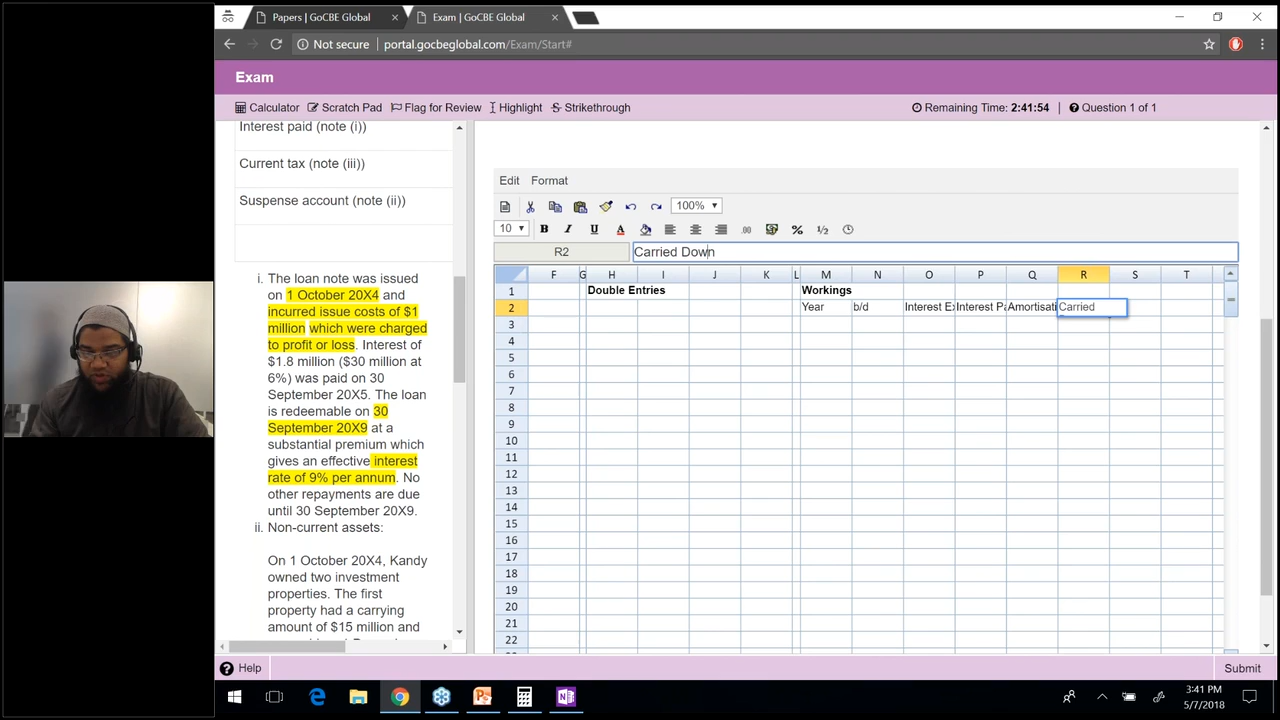 Papers | GoCBE Global
Exam | GoCBE Global
Not secure
portal.gocbeglobal.com/Exam/Start#
Exam
Calculator
Scratch Pad
Flag for Review
Highlight
Strikethrough
Remaining Time: 2:41:54
Question 1 of 1
Interest paid (note (i))
Current tax (note (iii))
Suspense account (note (ii))
i. The loan note was issued
on 1 October 20X4 and
incurred issue costs of $1
million which were charged
to profit or loss. Interest of
$1.8 million ($30 million at
6%) was paid on 30
September 20X5. The loan
is redeemable on 30
September 20X9 at a
substantial premium which
gives an effective interest
rate of 9% per annum. No
other repayments are due
until 30 September 20X9.
ii. Non-current assets:
On 1 October 20X4, Kandy
owned two investment
properties. The first
property had a carrying
amount of $15 million and
Edit Format
100%
10 B I U A .00 % 1/2
R2 Carried Down
F G H I J K L M N O P Q R S T
1 Double Entries Workings
2 Year b/d Interest Ex Interest Pa Amortisati Carried
3
4
5
6
7
8
9
10
11
12
13
14
15
16
17
18
19
20
21
22
Help
Submit
3:41 PM
5/7/2018